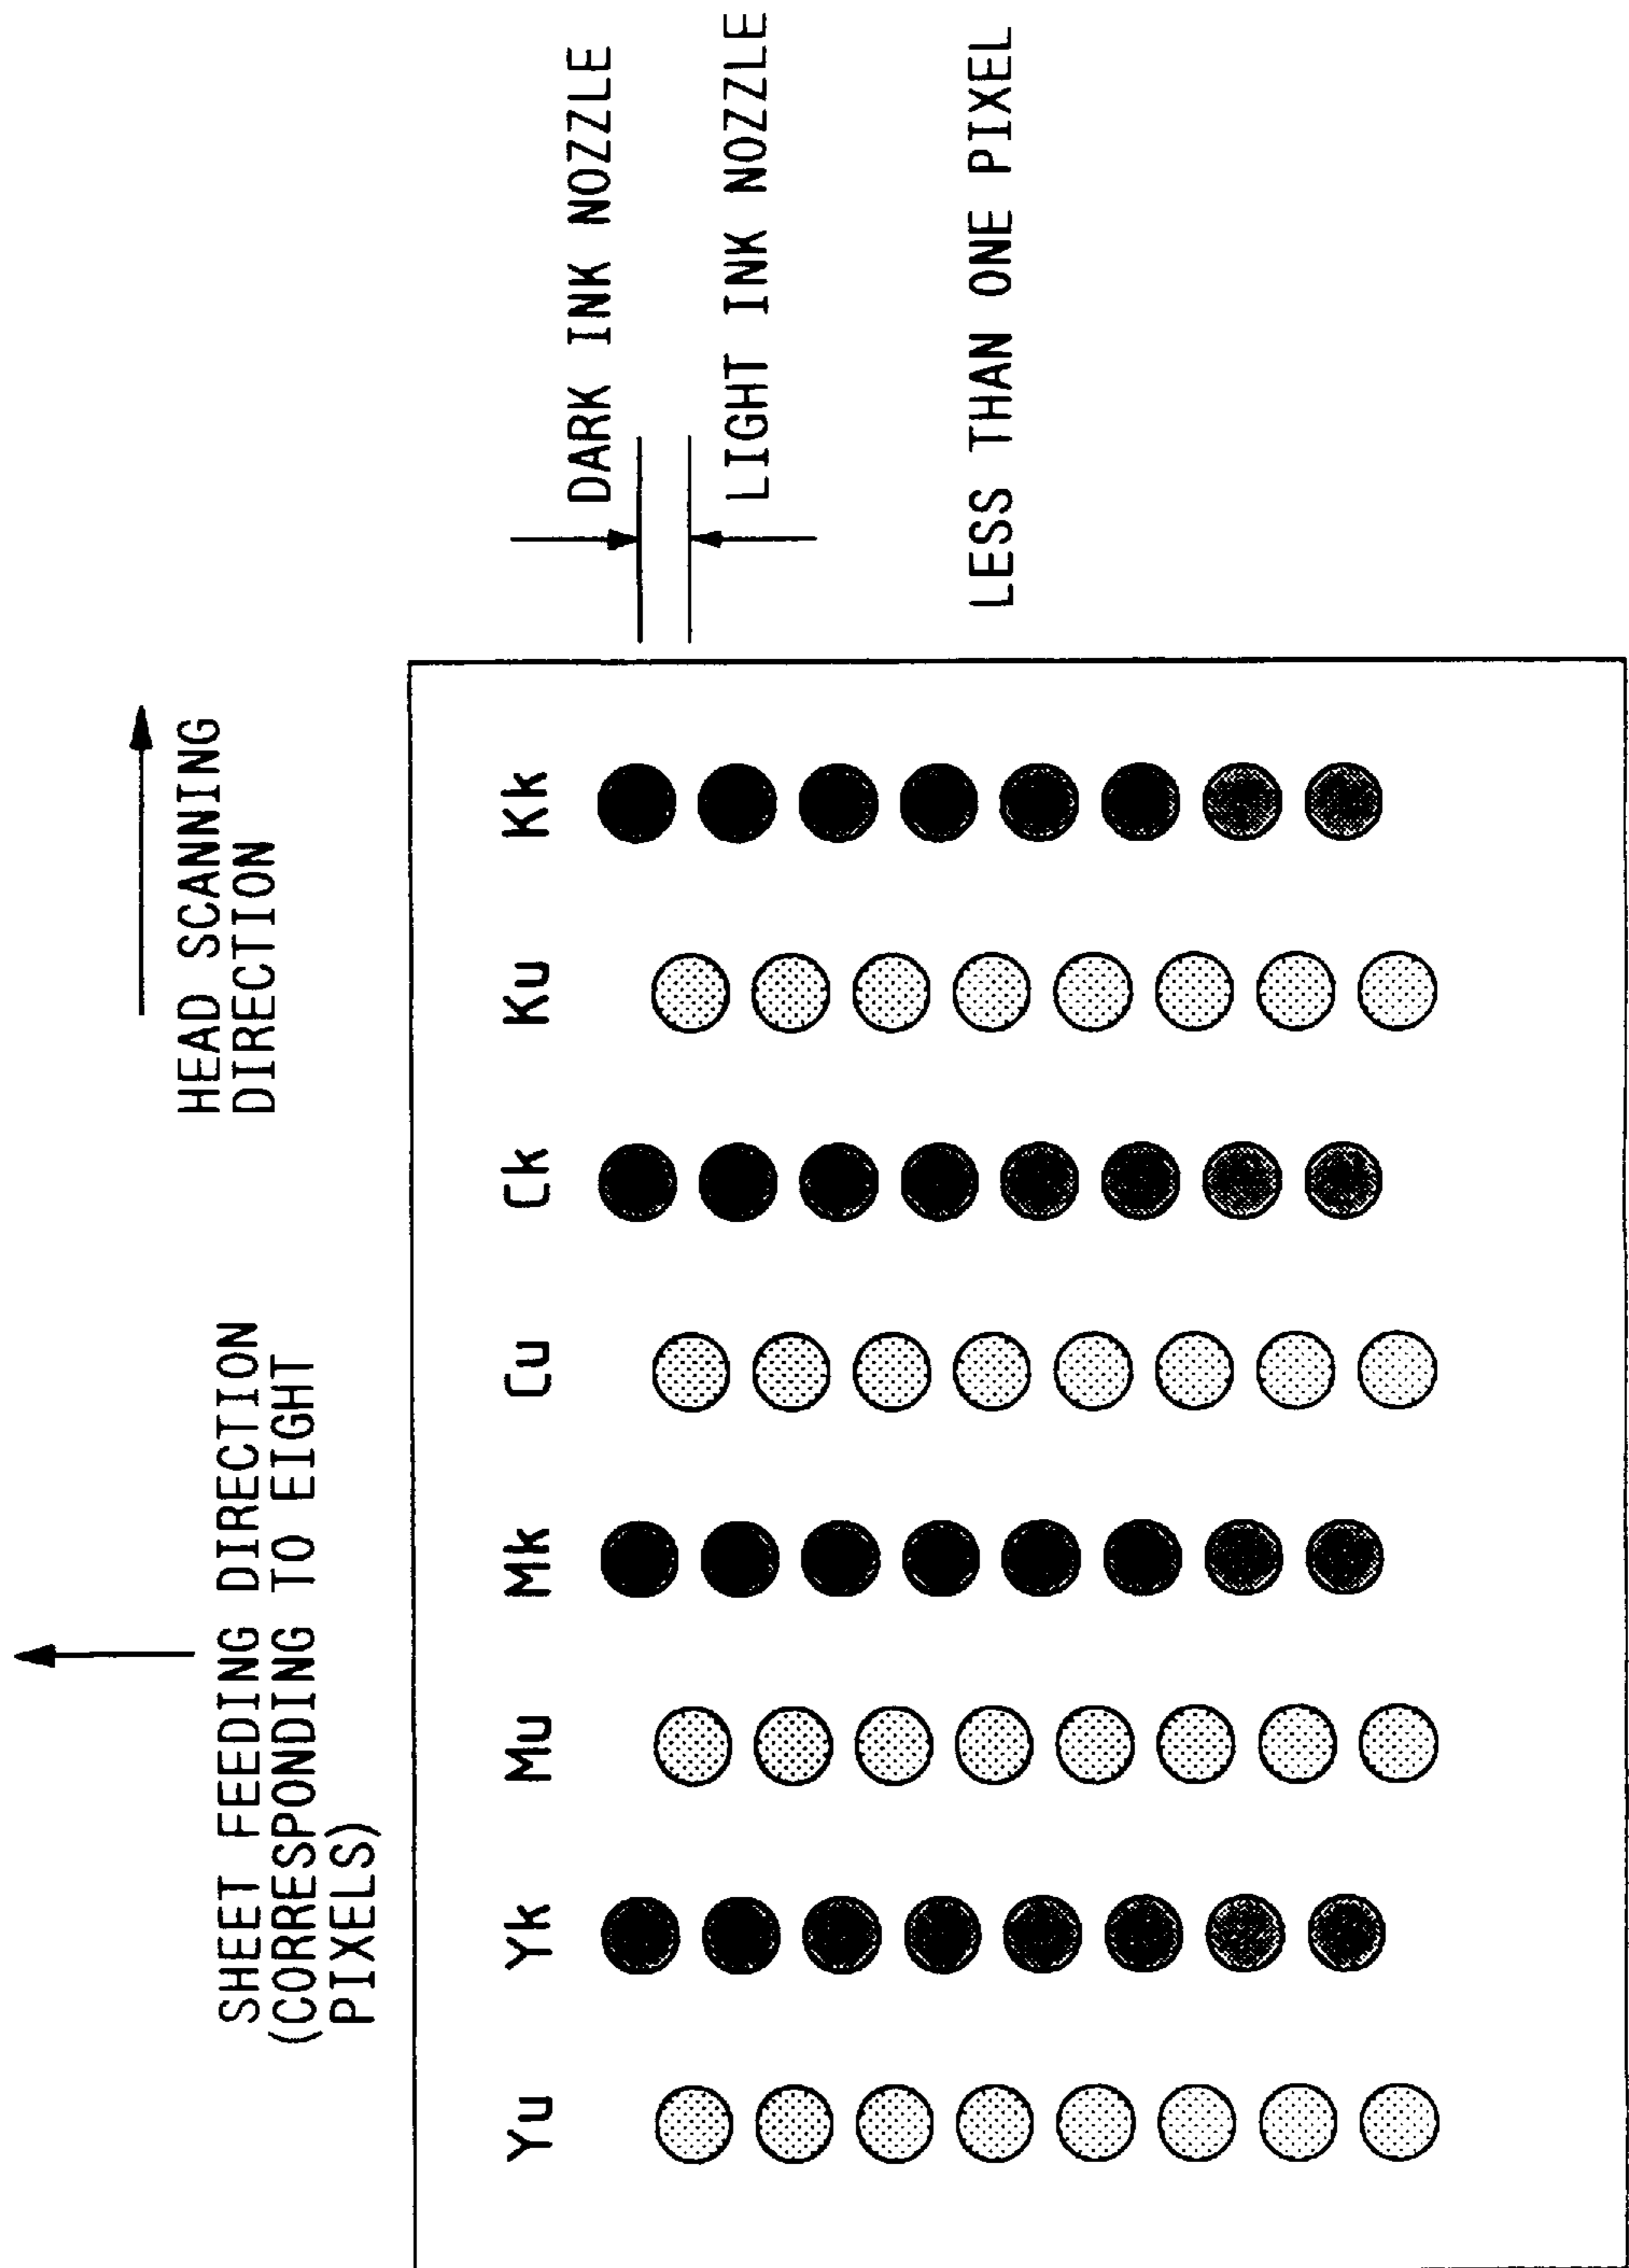 SHEET FEEDING DIRECTION
(CORRESPONDING TO EIGHT
PIXELS)
HEAD SCANNING
DIRECTION
Yu Yk Mu Mk Cu Ck Ku Kk
DARK INK NOZZLE
LIGHT INK NOZZLE
LESS THAN ONE PIXEL